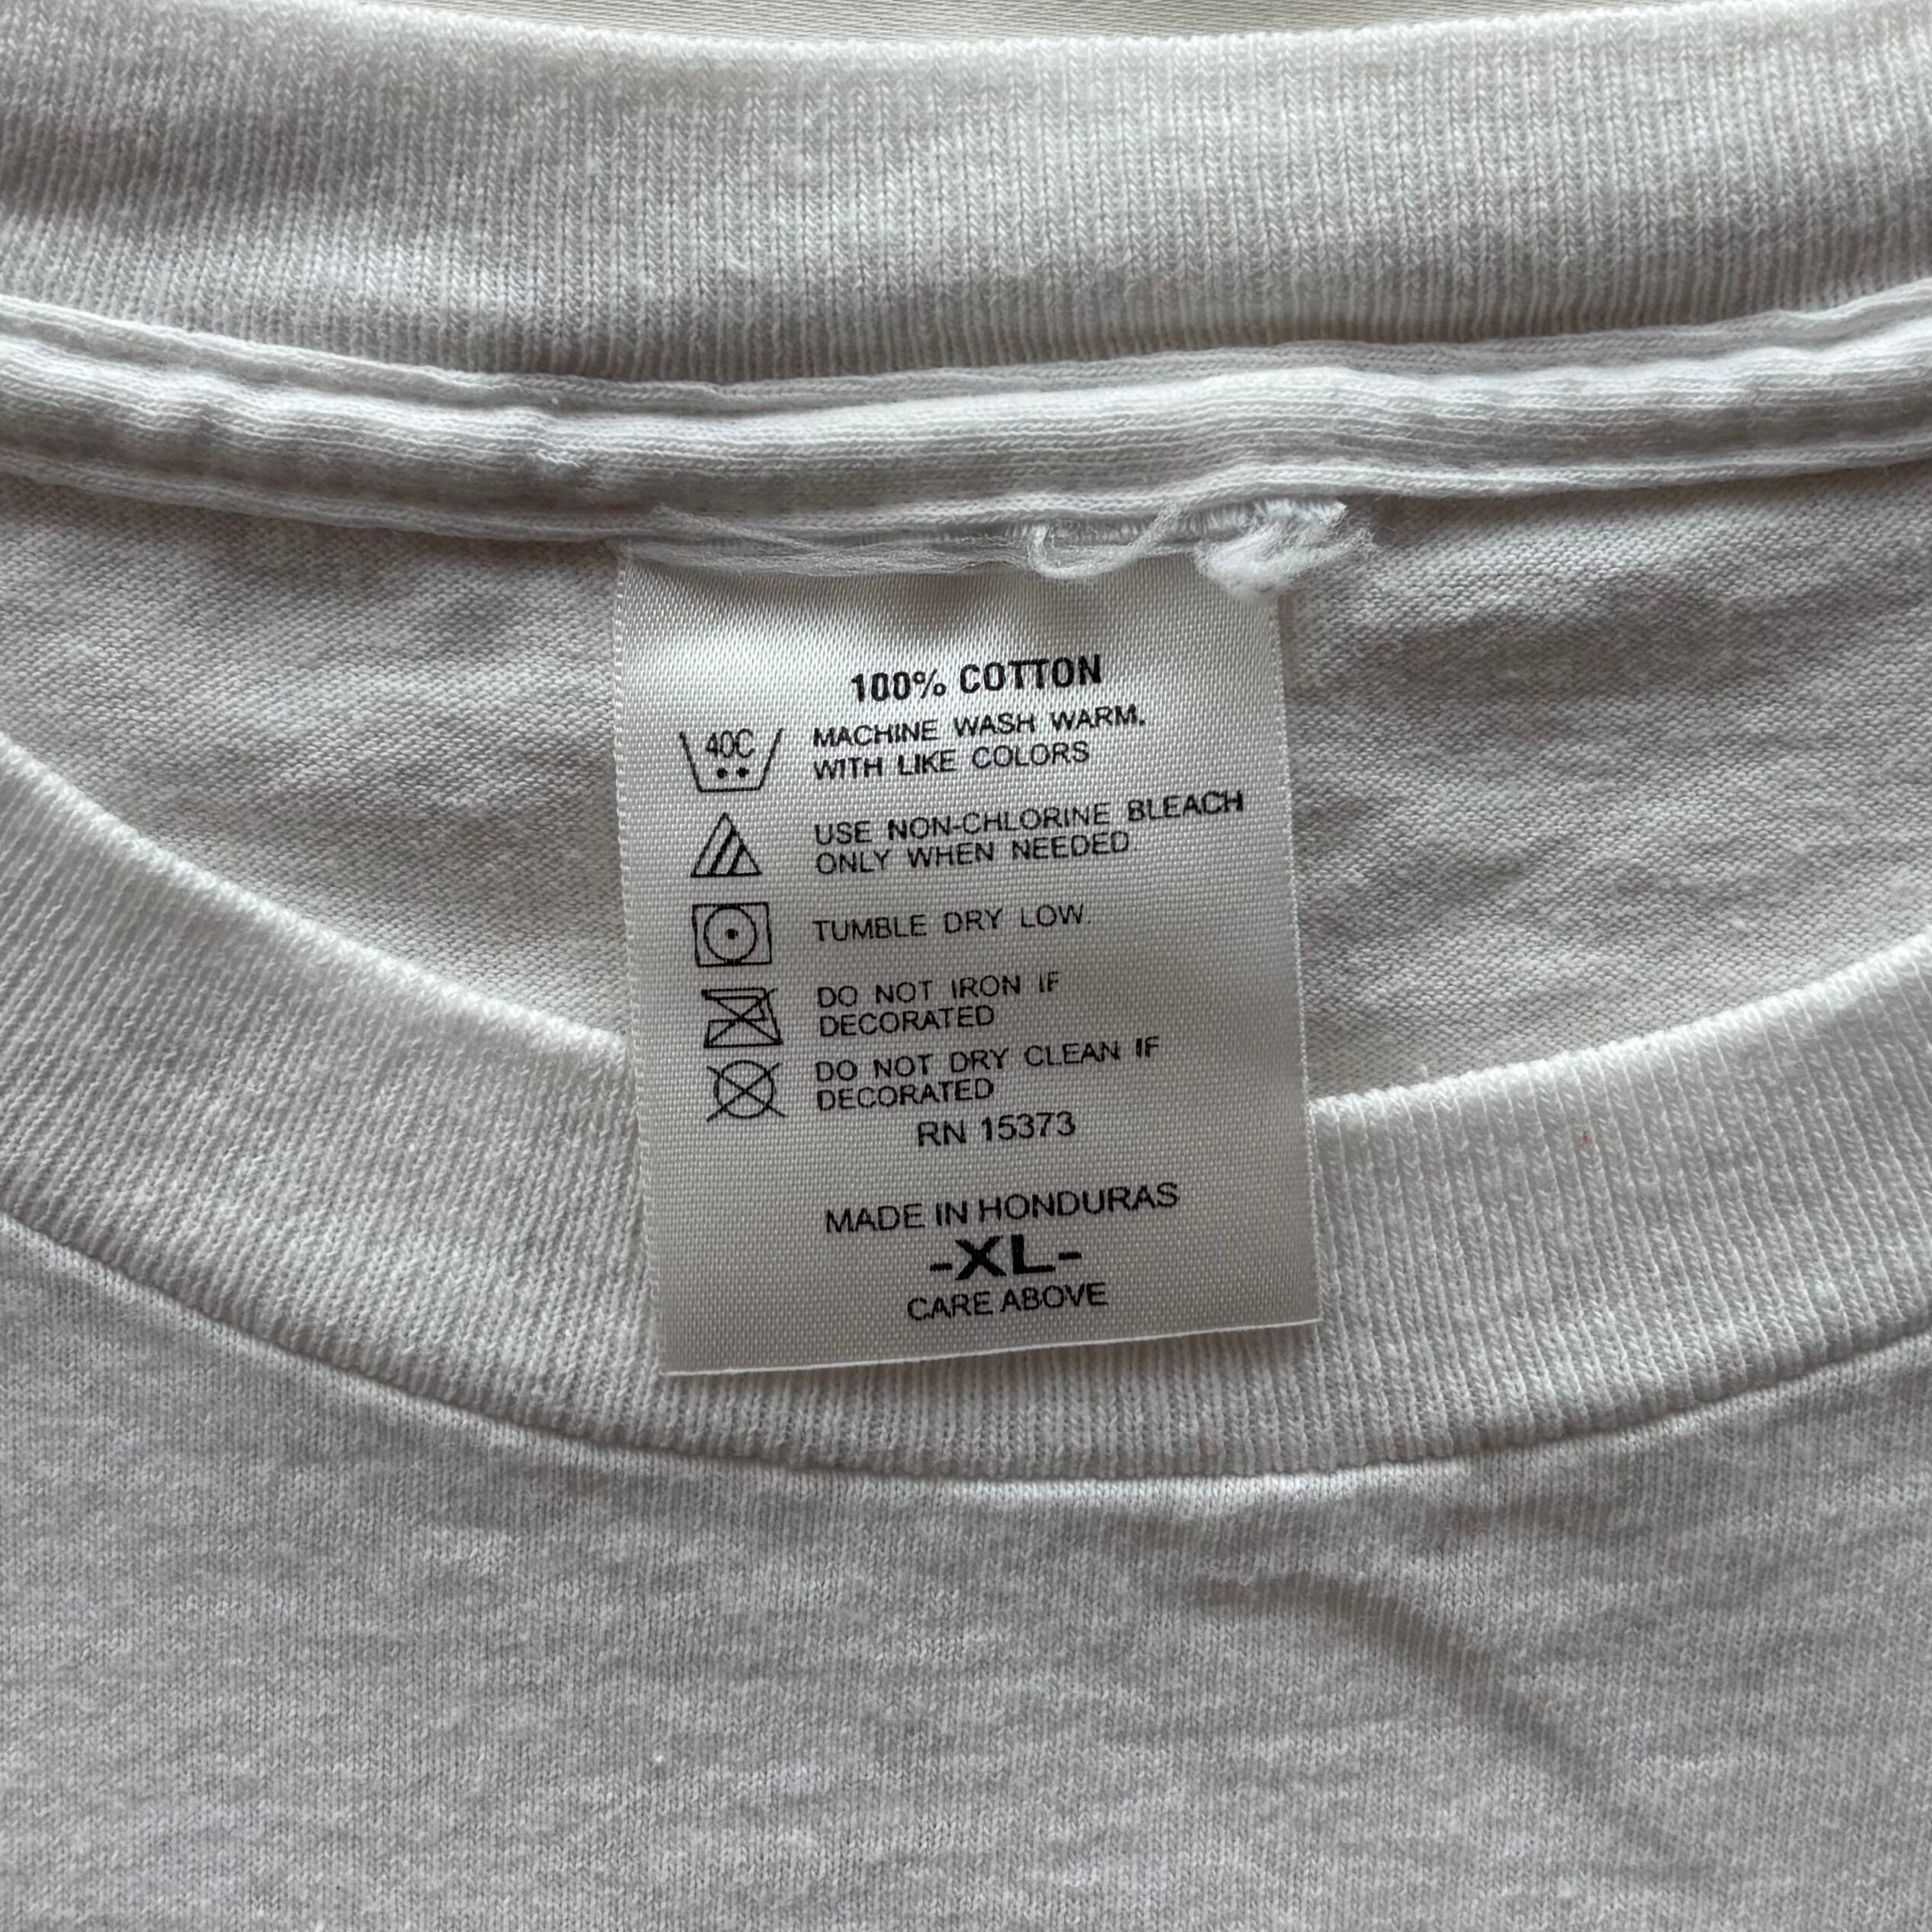 100% COTTON
40C
MACHINE WASH WARM.
WITH LIKE COLORS
USE NON-CHLORINE BLEACH
ONLY WHEN NEEDED.
TUMBLE DRY LOW.
DO NOT IRON IF
DECORATED
DO NOT DRY CLEAN IF
DECORATED
RN 15373
MADE IN HONDURAS
-XL-
CARE ABOVE